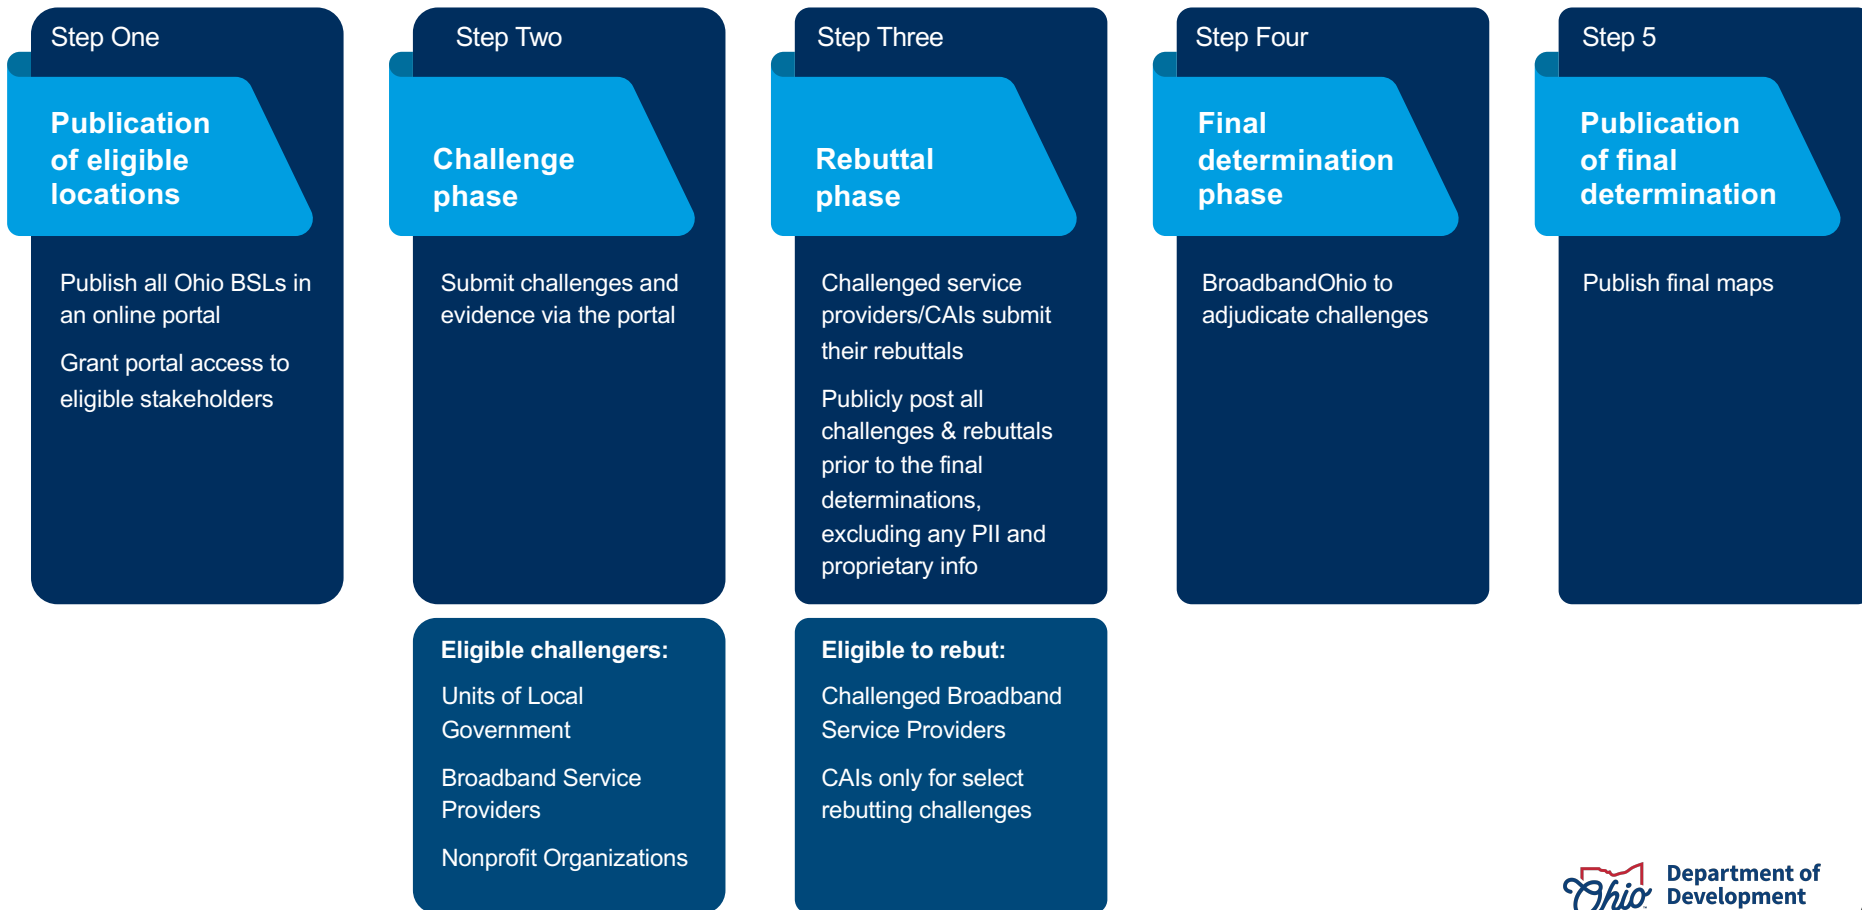 Step One
Publication
of eligible
locations
Publish all Ohio BSLs in
an online portal
Grant portal access to
eligible stakeholders
Step Two
Challenge
phase
Submit challenges and
evidence via the portal
Eligible challengers:
Units of Local
Government
Broadband Service
Providers
Nonprofit Organizations
Step Three
Rebuttal
phase
Challenged service
providers/CAIs submit
their rebuttals
Publicly post all
challenges & rebuttals
prior to the final
determinations,
excluding any PII and
proprietary info
Eligible to rebut:
Challenged Broadband
Service Providers
CAIs only for select
rebutting challenges
Step Four
Final
determination
phase
BroadbandOhio to
adjudicate challenges
Step 5
Publication
of final
determination
Publish final maps
Ohio
Department of
Development